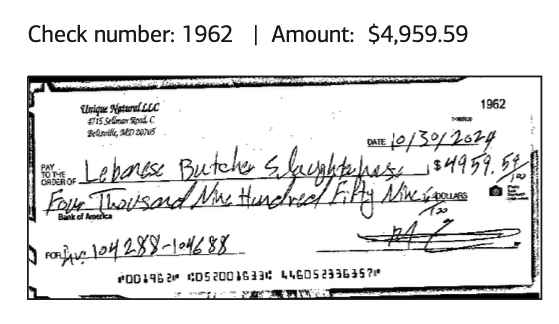 Check number: 1962 | Amount: $4,959.59
Unique Natural LLC
4715 Sellman Road, C
Beltsville, MD 20705
1962
DATE 10/30/2024
PAY TO THE ORDER OF Lebanese Butcher Slaughterhouse $4959.59/100
Four Thousand Nine Hundred Fifty Nine DOLLARS
Bank of America
FOR Inv: 104288-104688
⑈001962⑈ ⑆052001633⑆ 446052336357⑈